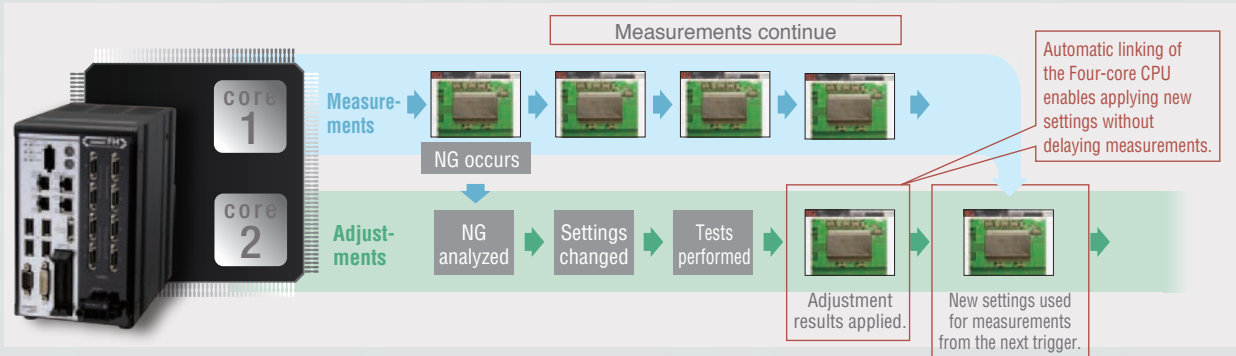 Measurements continue
Automatic linking of
the Four-core CPU
enables applying new
settings without
delaying measurements.
core
1
Measure-
ments
NG occurs
core
2
Adjust-
ments
NG
analyzed
Settings
changed
Tests
performed
Adjustment
results applied.
New settings used
for measurements
from the next trigger.
FH